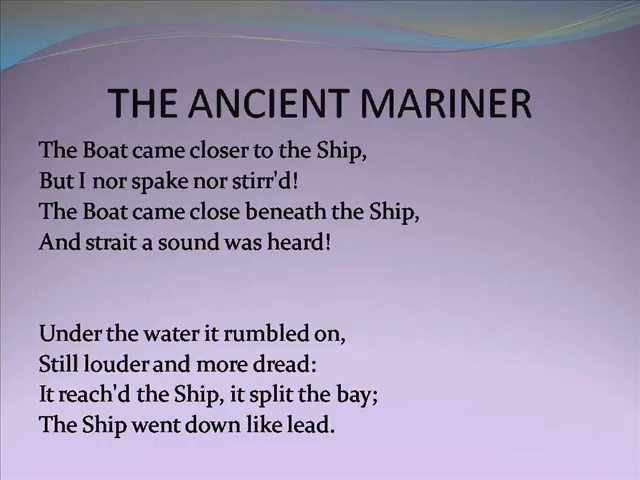 THE ANCIENT MARINER
The Boat came closer to the Ship,
But I nor spake nor stirr'd!
The Boat came close beneath the Ship,
And strait a sound was heard!
Under the water it rumbled on,
Still louder and more dread:
It reach'd the Ship, it split the bay;
The Ship went down like lead.